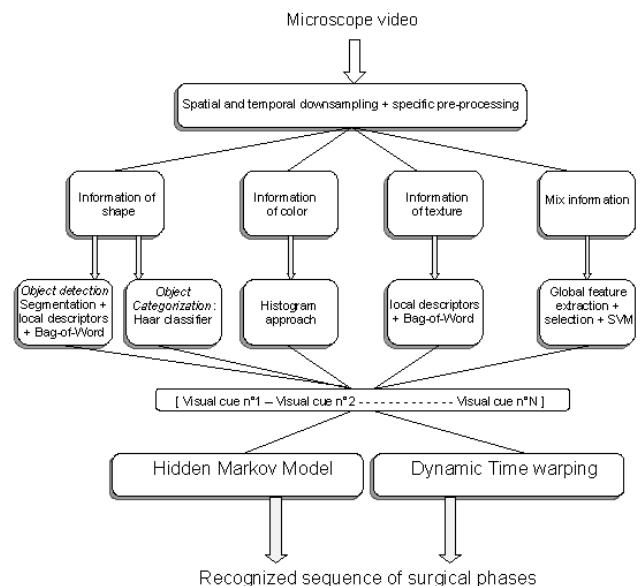 Microscope video
Spatial and temporal downsampling + specific pre-processing
Information of
shape
Information
of color
Information
of texture
Mix information
Object detection
Segmentation +
local descriptors
+ Bag-of-Word
Object
Categorization :
Haar classifier
Histogram
approach
local descriptors
+ Bag-of-Word
Global feature
extraction +
selection + SVM
[ Visual cue n°1 – Visual cue n°2 - - - - - - - - - - - - - Visual cue n°N ]
Hidden Markov Model
Dynamic Time warping
Recognized sequence of surgical phases